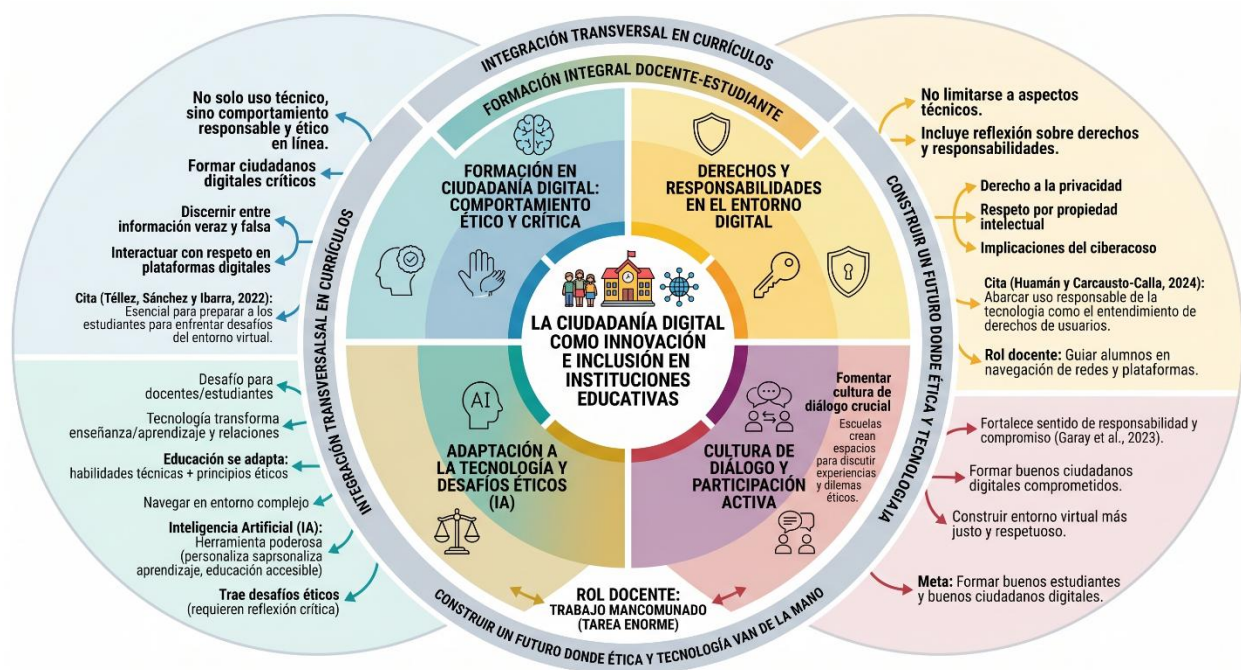 INTEGRACIÓN TRANSVERSAL EN CURRÍCULOS
FORMACIÓN INTEGRAL DOCENTE-ESTUDIANTE
No solo uso técnico,
sino comportamiento
responsable y ético
en línea.
Formar ciudadanos
digitales críticos
Discernir entre
información veraz y falsa
Interactuar con respeto en
plataformas digitales
Cita (Téllez, Sánchez y Ibarra, 2022):
Esencial para preparar a los
estudiantes para enfrentar desafíos
del entorno virtual.
INTEGRACIÓN TRANSVERSALSAL EN CURRÍCULOS
Desafío para
docentes/estudiantes
Tecnología transforma
enseñanza/aprendizaje y relaciones
Educación se adapta:
habilidades técnicas + principios éticos
Navegar en entorno complejo
Inteligencia Artificial (IA):
Herramienta poderosa
(personaliza saprsonaliza
aprendizaje, educación accesible)
Trae desafíos éticos
(requieren reflexión crítica)
FORMACIÓN EN
CIUDADANÍA DIGITAL:
COMPORTAMIENTO
ÉTICO Y CRÍTICA
DERECHOS Y
RESPONSABILIDADES
EN EL ENTORNO
DIGITAL
LA CIUDADANÍA DIGITAL
COMO INNOVACIÓN
E INCLUSIÓN EN
INSTITUCIONES
EDUCATIVAS
AI
ADAPTACIÓN A
LA TECNOLOGÍA Y
DESAFÍOS ÉTICOS
(IA)
CULTURA DE
DIÁLOGO Y
PARTICIPACIÓN
ACTIVA
Fomentar
cultura de
diálogo crucial
Escuelas
crean
espacios
para discutir
experiencias
y dilemas
éticos.
ROL DOCENTE:
TRABAJO MANCOMUNADO
(TAREA ENORME)
CONSTRUIR UN FUTURO DONDE ÉTICA Y TECNOLOGÍA VAN DE LA MANO
CONSTRUIR UN FUTURO DONDE ÉTICA Y TECNOLOGIAIA
No limitarse a aspectos
técnicos.
Incluye reflexión sobre derechos
y responsabilidades.
Derecho a la privacidad
Respeto por propiedad
intelectual
Implicaciones del ciberacoso
Cita (Huamán y Carcausto-Calla, 2024):
Abarcar uso responsable de la
tecnología como el entendimiento de
derechos de usuarios.
Rol docente: Guiar alumnos en
navegación de redes y plataformas.
Fortalece sentido de responsabilidad y
compromiso (Garay et al., 2023).
Formar buenos ciudadanos
digitales comprometidos.
Construir entorno virtual más
justo y respetuoso.
Meta: Formar buenos estudiantes
y buenos ciudadanos digitales.